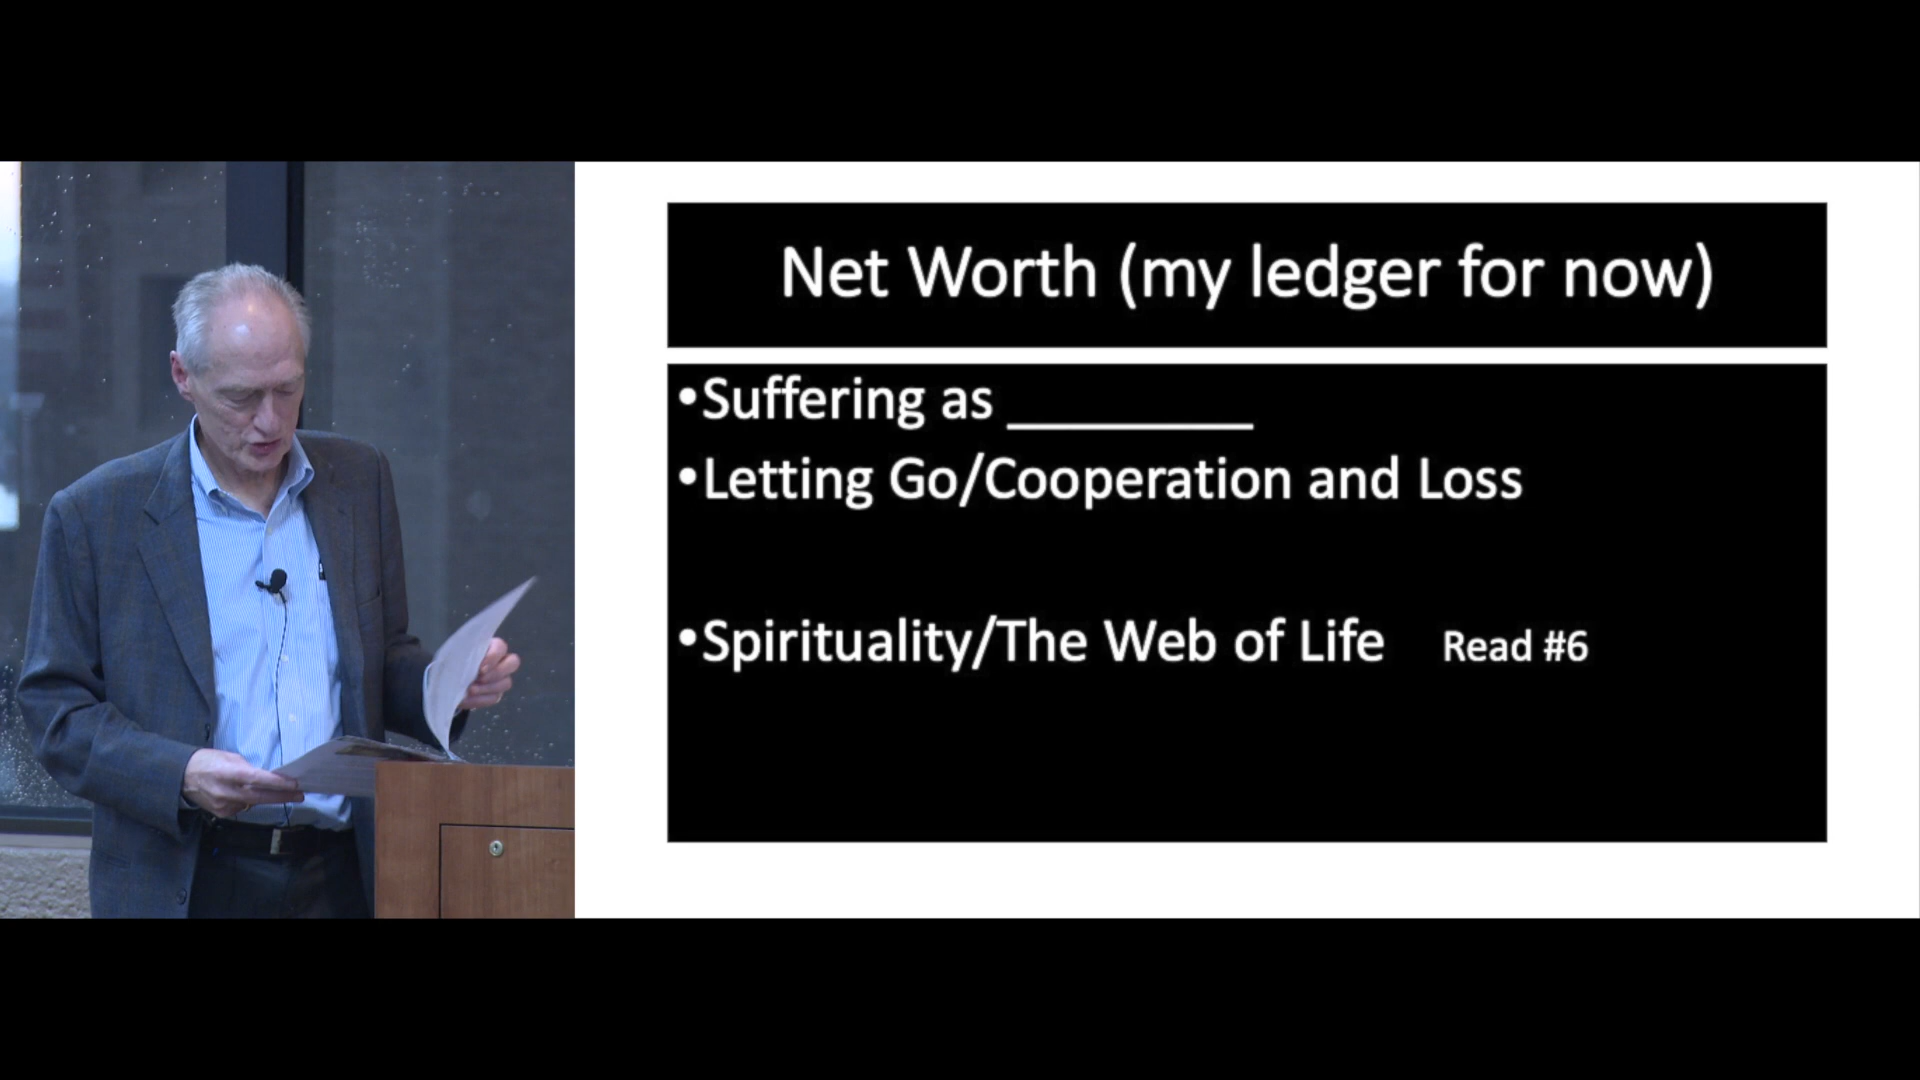 Net Worth (my ledger for now)
•Suffering as _________
•Letting Go/Cooperation and Loss
•Spirituality/The Web of Life Read #6